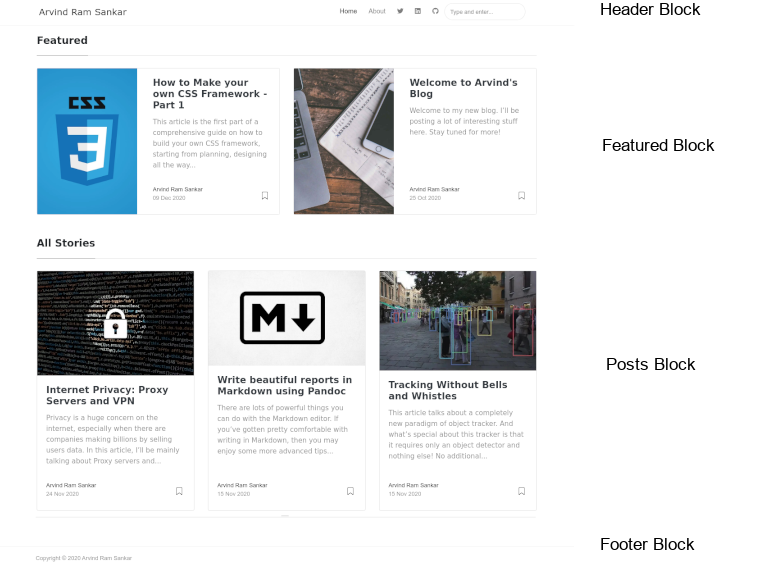 Arvind Ram Sankar
Home About Type and enter...
Header Block
Featured
CSS
3
How to Make your
own CSS Framework -
Part 1
This article is the first part of a
comprehensive guide on how to
build your own CSS framework,
starting from planning, designing
all the way...
Arvind Ram Sankar
09 Dec 2020
Welcome to Arvind's
Blog
Welcome to my new blog. I'll be
posting a lot of interesting stuff
here. Stay tuned for more!
Arvind Ram Sankar
25 Oct 2020
Featured Block
All Stories
Internet Privacy: Proxy
Servers and VPN
Privacy is a huge concern on the
internet, especially when there are
companies making billions by selling
users data. In this article, I'll be mainly
talking about Proxy servers and...
Arvind Ram Sankar
24 Nov 2020
M
Write beautiful reports in
Markdown using Pandoc
There are lots of powerful things you
can do with the Markdown editor. If
you've gotten pretty comfortable with
writing in Markdown, then you may
enjoy some more advanced tips...
Arvind Ram Sankar
15 Nov 2020
Tracking Without Bells
and Whistles
This article talks about a completely
new paradigm of object tracker. And
what's special about this tracker is that
it requires only an object detector and
nothing else! No additional...
Arvind Ram Sankar
15 Nov 2020
Posts Block
Copyright © 2020 Arvind Ram Sankar
Footer Block